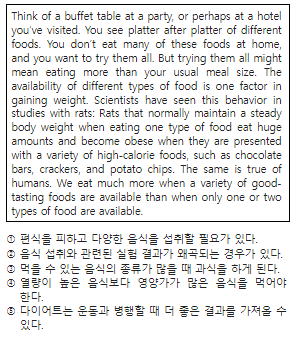 Think of a buffet table at a party, or perhaps at a hotel
you've visited. You see platter after platter of different
foods. You don't eat many of these foods at home,
and you want to try them all. But trying them all might
mean eating more than your usual meal size. The
availability of different types of food is one factor in
gaining weight. Scientists have seen this behavior in
studies with rats: Rats that normally maintain a steady
body weight when eating one type of food eat huge
amounts and become obese when they are presented
with a variety of high-calorie foods, such as chocolate
bars, crackers, and potato chips. The same is true of
humans. We eat much more when a variety of good-
tasting foods are available than when only one or two
types of food are available.
① 편식을 피하고 다양한 음식을 섭취할 필요가 있다.
② 음식 섭취와 관련된 실험 결과가 왜곡되는 경우가 있다.
③ 먹을 수 있는 음식의 종류가 많을 때 과식을 하게 된다.
④ 열량이 높은 음식보다 영양가가 많은 음식을 먹어야
한다.
⑤ 다이어트는 운동과 병행할 때 더 좋은 결과를 가져올 수
있다.